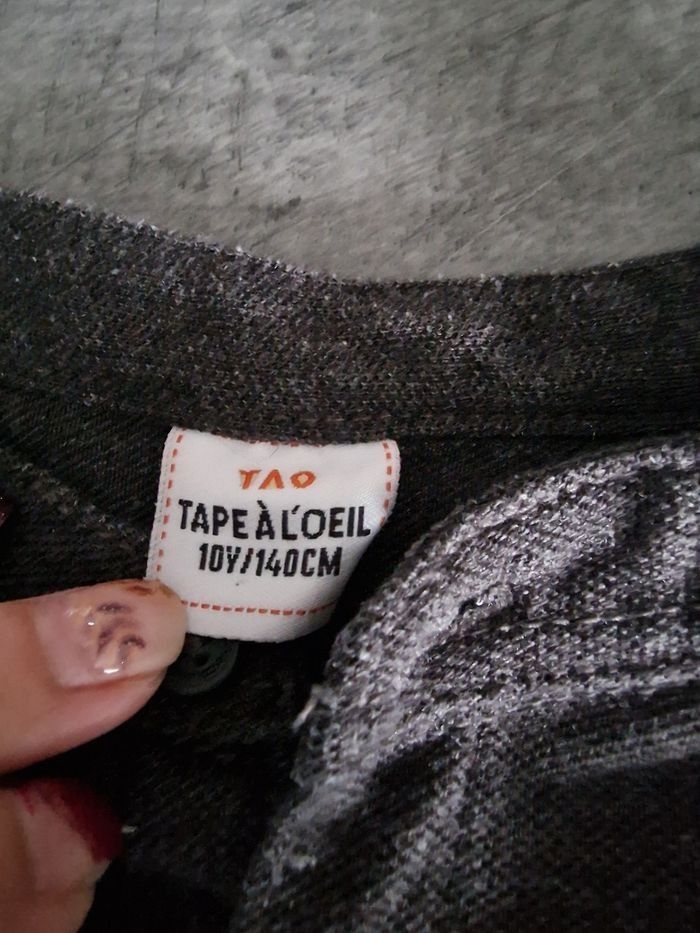 TAO
TAPE À L'OEIL
10Y/140CM